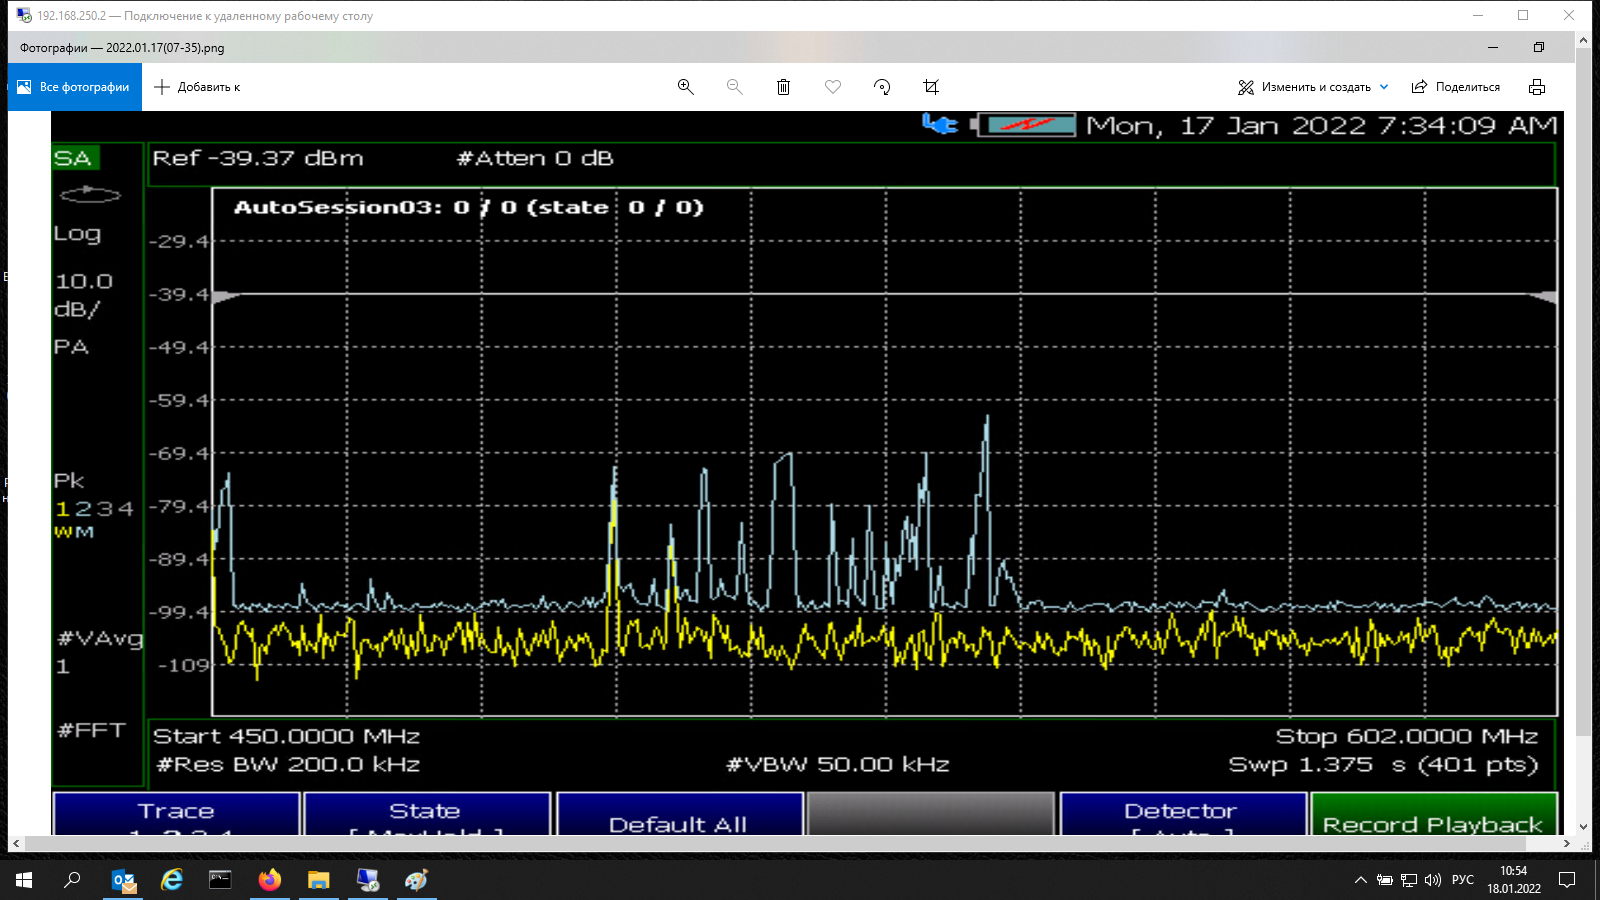 192.168.250.2 — Подключение к удаленному рабочему столу
Фотографии — 2022.01.17(07-35).png
Все фотографии
Добавить к
Изменить и создать
Поделиться
Mon, 17 Jan 2022 7:34:09 AM
SA
Ref -39.37 dBm
#Atten 0 dB
AutoSession03: 0 / 0 (state 0 / 0)
Log
-29.4
10.0
dB/
-39.4
PA
-49.4
-59.4
-69.4
Pk
1234
WM
-79.4
-89.4
-99.4
#VAvg
1
-109
#FFT
Start 450.0000 MHz
Stop 602.0000 MHz
#Res BW 200.0 kHz
#VBW 50.00 kHz
Swp 1.375 s (401 pts)
Trace
State
Default All
Detector
Record Playback
РУС
10:54
18.01.2022